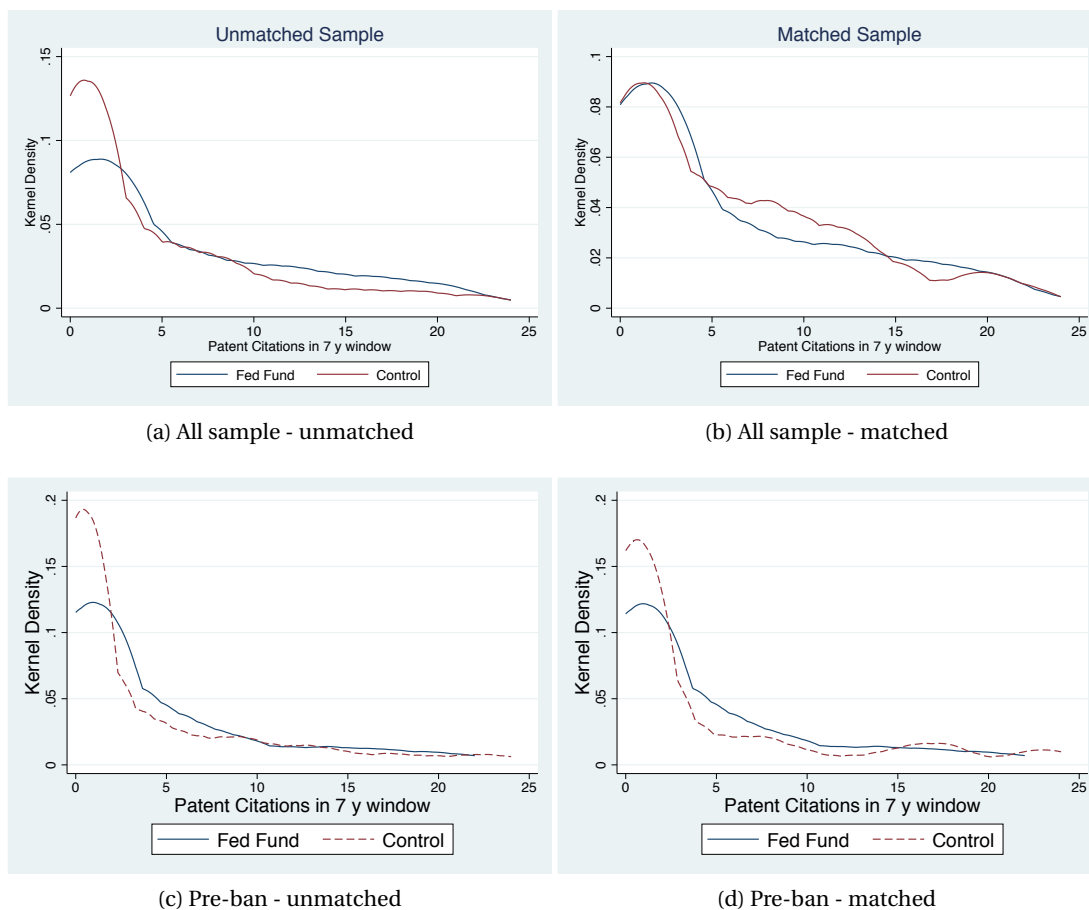 Unmatched Sample
Kernel Density
0
.05
.1
.15
0
5
10
15
20
25
Patent Citations in 7 y window
Fed Fund
Control
(a) All sample - unmatched
Matched Sample
Kernel Density
0
.02
.04
.06
.08
.1
0
5
10
15
20
25
Patent Citations in 7 y window
Fed Fund
Control
(b) All sample - matched
Kernel Density
0
.05
.1
.15
.2
0
5
10
15
20
25
Patent Citations in 7 y window
Fed Fund
Control
(c) Pre-ban - unmatched
Kernel Density
0
.05
.1
.15
.2
0
5
10
15
20
25
Patent Citations in 7 y window
Fed Fund
Control
(d) Pre-ban - matched